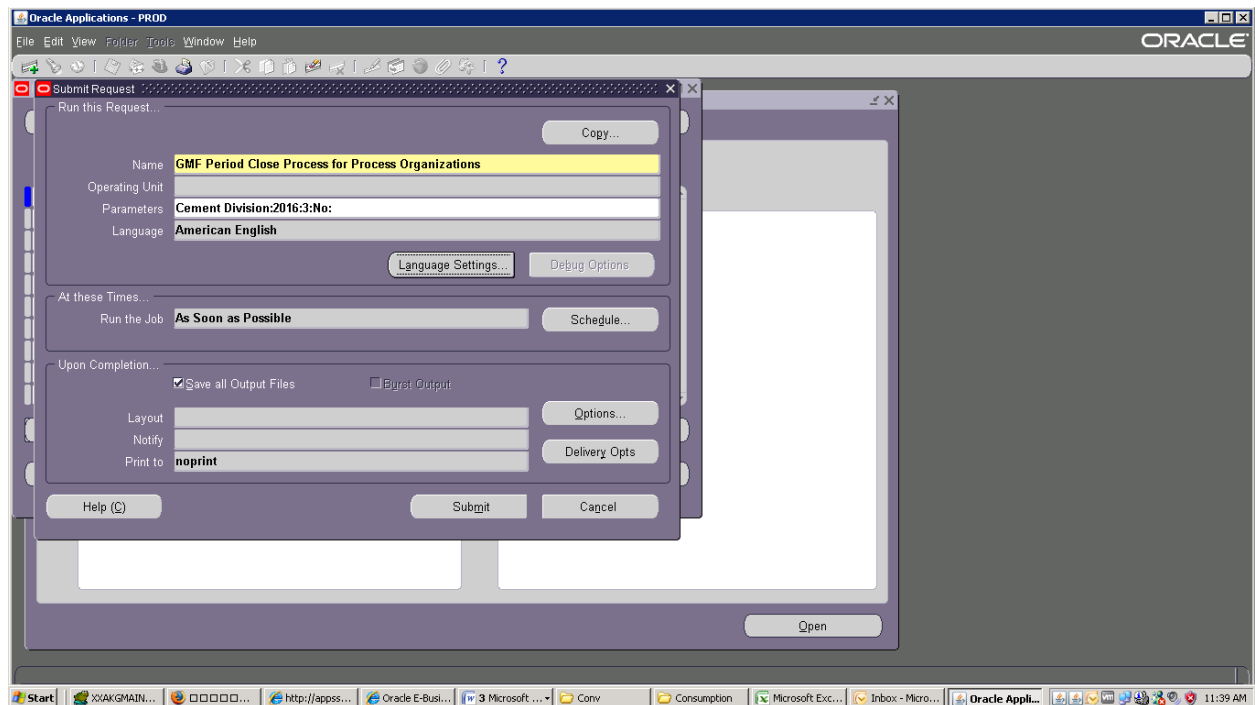 Oracle Applications - PROD
File Edit View Folder Tools Window Help
ORACLE
Submit Request
Run this Request...
Copy...
Name GMF Period Close Process for Process Organizations
Operating Unit
Parameters Cement Division:2016:3:No:
Language American English
Language Settings... Debug Options
At these Times...
Run the Job As Soon as Possible Schedule...
Upon Completion...
Save all Output Files Burst Output
Layout Options...
Notify
Delivery Opts
Print to noprint
Help (C) Submit Cancel
Open
Start XXAKGMAIN... http://appss... Oracle E-Busi... 3 Microsoft ... Conv Consumption Microsoft Exc... Inbox - Micro... Oracle Appli... 11:39 AM